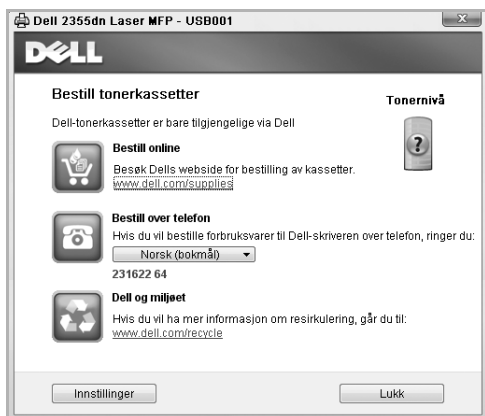 Dell 2355dn Laser MFP - USB001
DELL
Bestill tonerkassetter
Tonernivå
Dell-tonerkassetter er bare tilgjengelige via Dell
?
Bestill online
Besøk Dells webside for bestilling av kassetter.
www.dell.com/supplies
Bestill over telefon
Hvis du vil bestille forbruksvarer til Dell-skriveren over telefon, ringer du:
Norsk (bokmål)
231622 64
Dell og miljøet
Hvis du vil ha mer informasjon om resirkulering, går du til:
www.dell.com/recycle
Innstillinger
Lukk